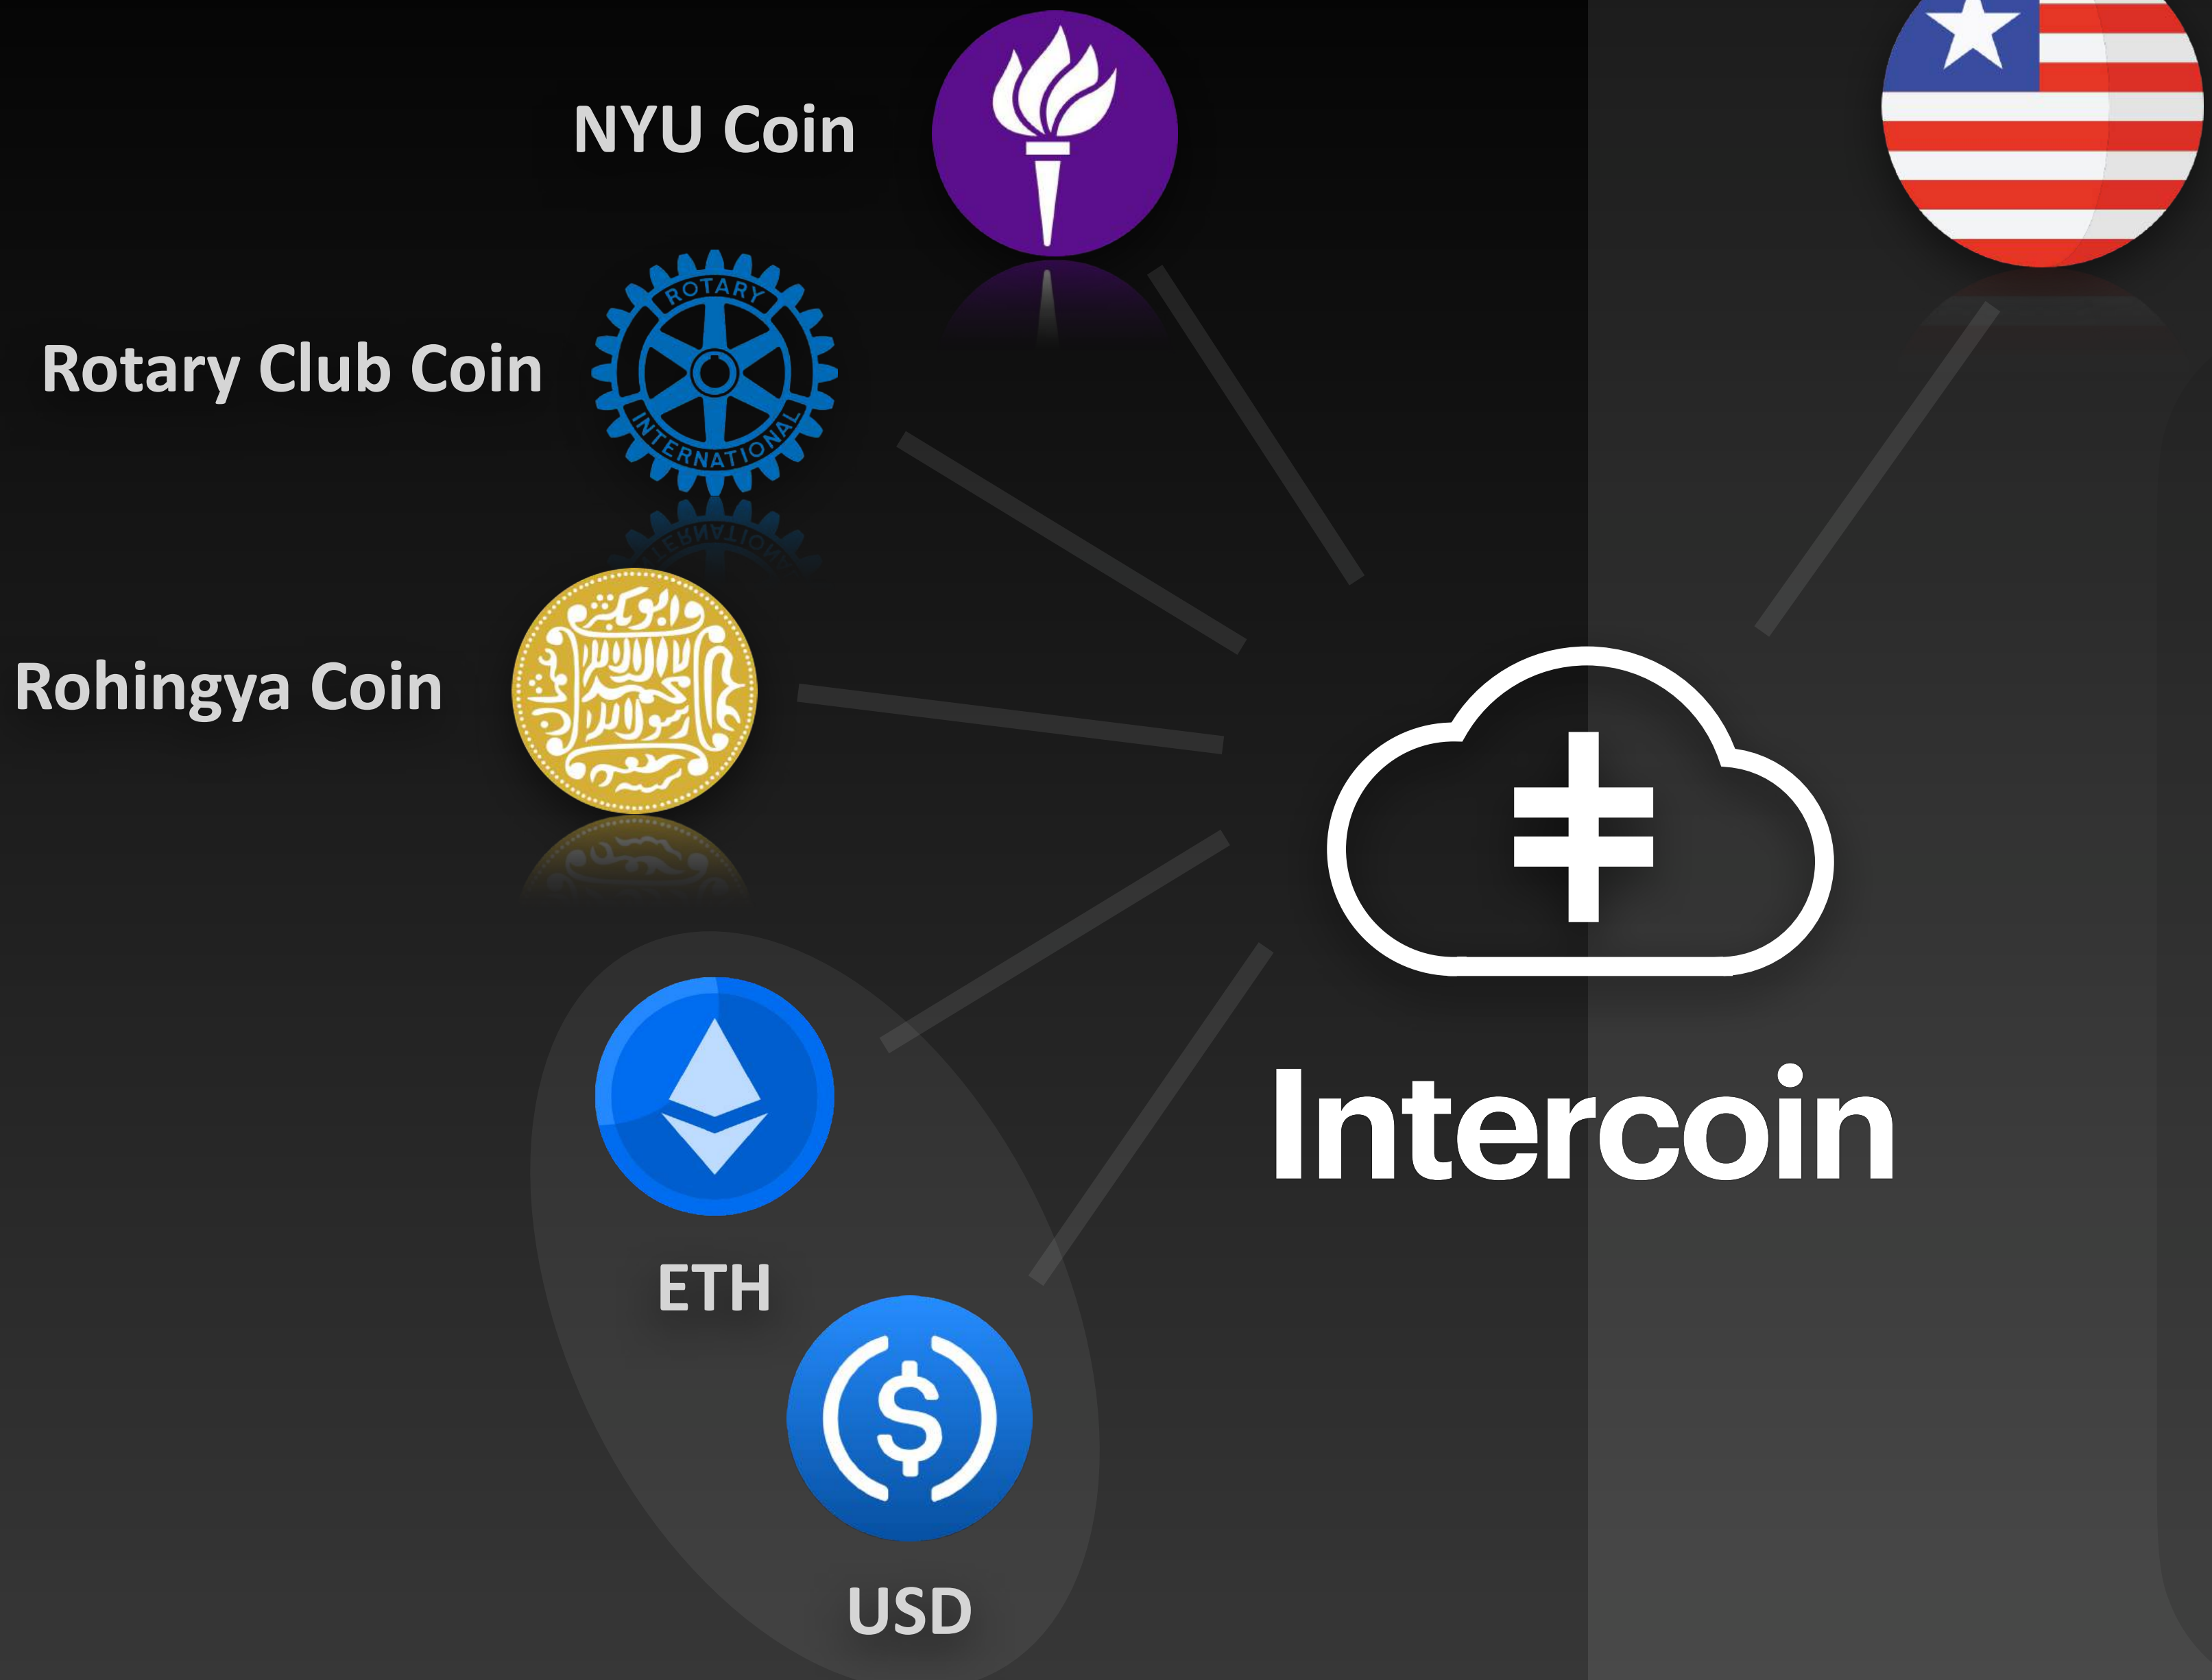 NYU Coin
ROTARY
INTERNATIONAL
Rotary Club Coin
Rohingya Coin
Intercoin
ETH
$
USD